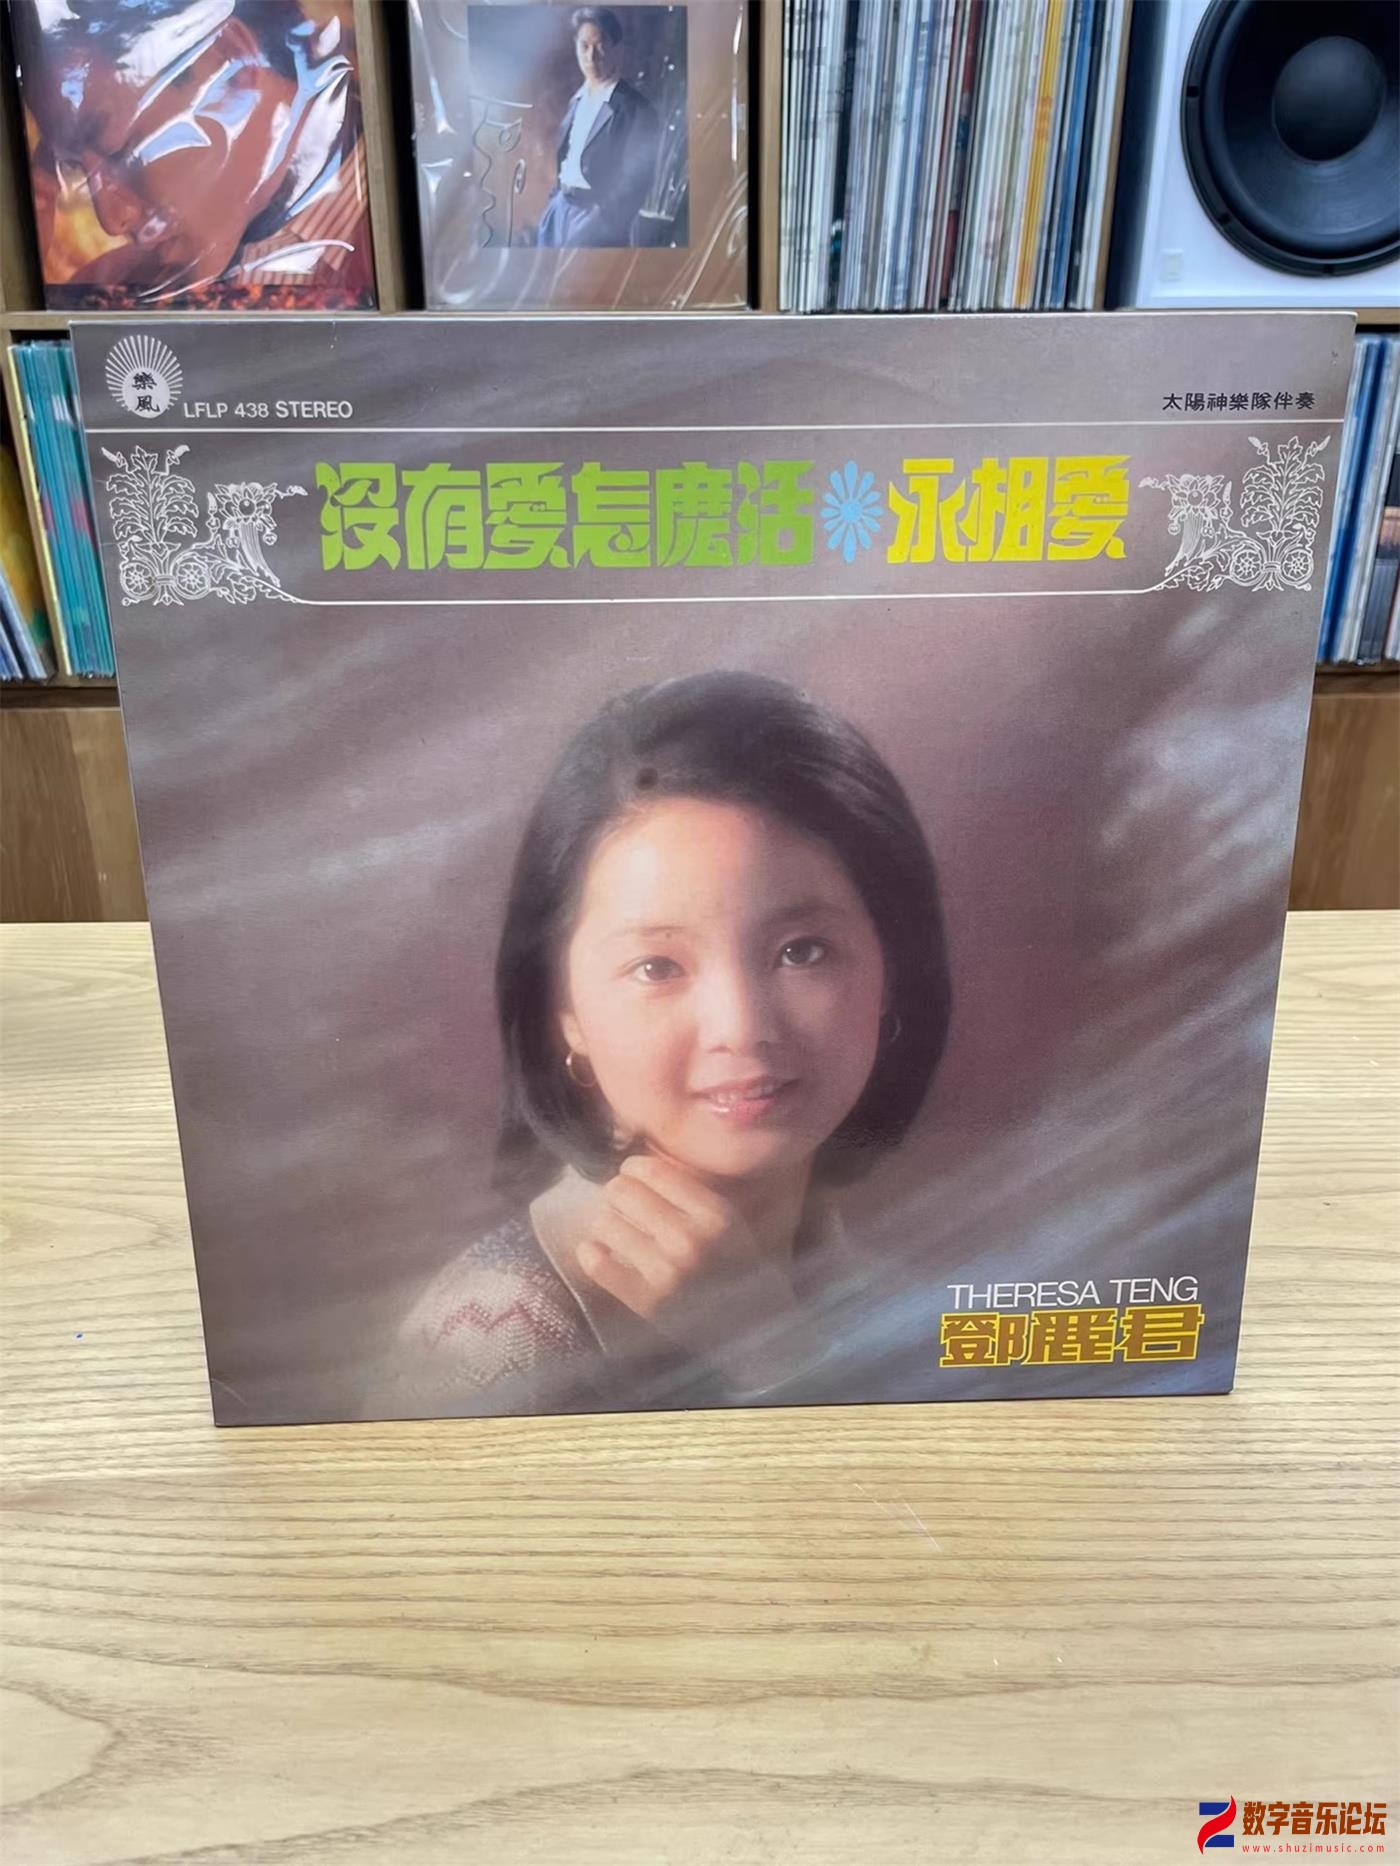 樂風
LFLP 438 STEREO
太陽神樂隊伴奏
沒有愛怎麽活 永相愛
THERESA TENG
鄧麗君
数字音乐论坛
www.shuzimusic.com